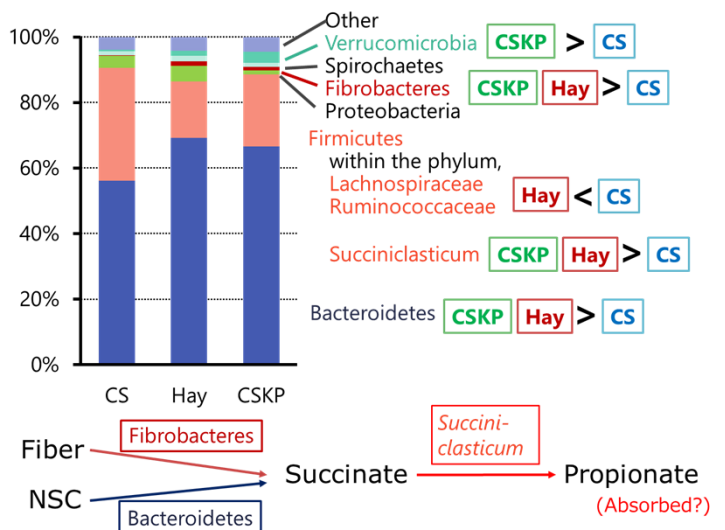 100%
80%
60%
40%
20%
0%
CS Hay CSKP
Other
Verrucomicrobia CSKP > CS
Spirochaetes
Fibrobacteres CSKP Hay > CS
Proteobacteria
Firmicutes
within the phylum,
Lachnospiraceae
Ruminococcaceae Hay < CS
Succiniclasticum CSKP Hay > CS
Bacteroidetes CSKP Hay > CS
Fiber Fibrobacteres
NSC Bacteroidetes
Succinate
Succini-
clasticum
Propionate
(Absorbed?)